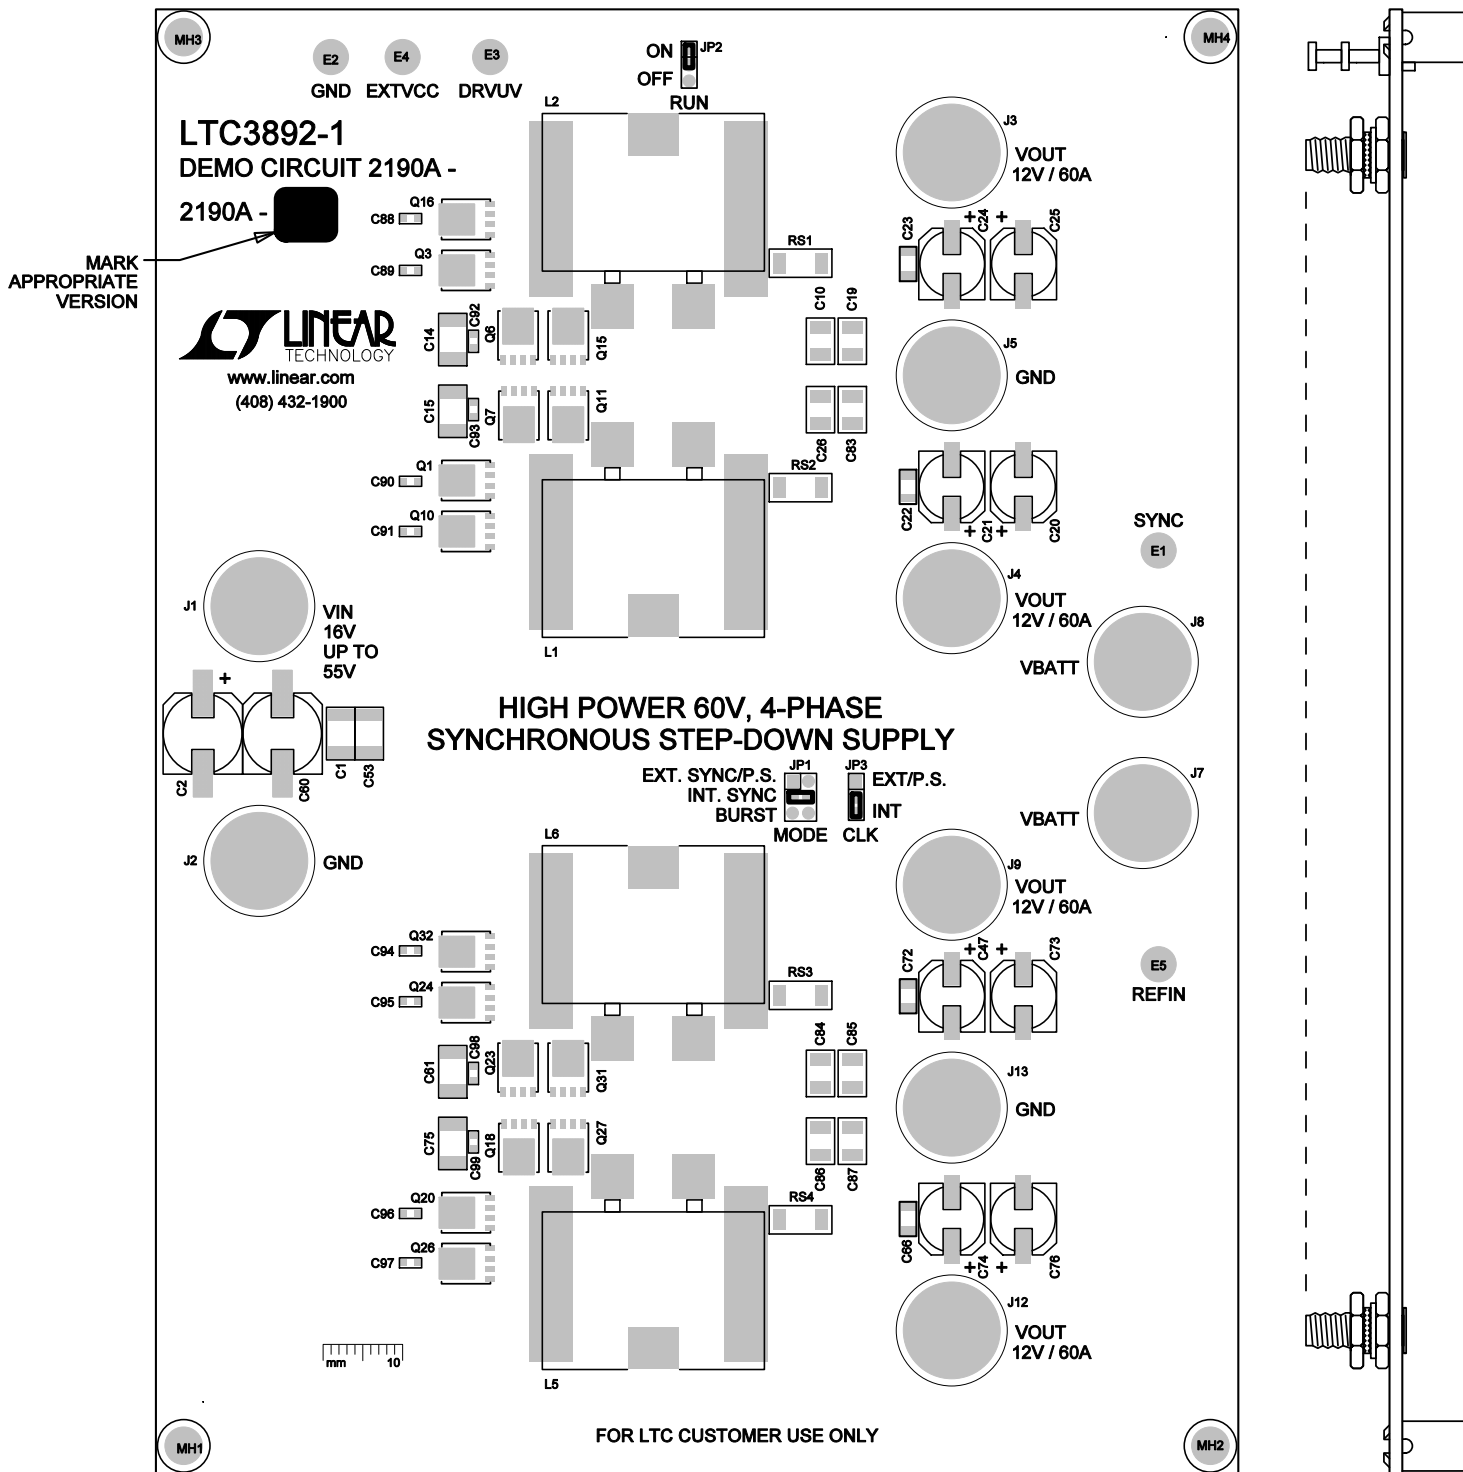 MH3
MH4
E2
E4
E3
GND
EXTVCC
DRVUV
ON
OFF
JP2
RUN
LTC3892-1
DEMO CIRCUIT 2190A -
2190A -
MARK
APPROPRIATE
VERSION
LINEAR
TECHNOLOGY
www.linear.com
(408) 432-1900
L2
J3
VOUT
12V / 60A
Q16
C88
Q3
C89
RS1
C23
+
C24
+
C25
C14
C92
Q6
Q15
C10
C19
J5
GND
C15
C93
Q7
Q11
C26
C83
Q1
C90
RS2
Q10
C91
C22
+
C21
+
C20
SYNC
E1
J1
VIN
16V
UP TO
55V
L1
J4
VOUT
12V / 60A
J8
VBATT
+
C2
C60
C1
C53
HIGH POWER 60V, 4-PHASE
SYNCHRONOUS STEP-DOWN SUPPLY
JP1
EXT. SYNC/P.S.
INT. SYNC
BURST
MODE
JP3
EXT/P.S.
INT
CLK
J7
VBATT
J2
GND
L6
J9
VOUT
12V / 60A
Q32
C94
Q24
C95
RS3
C72
+
C47
+
C73
E5
REFIN
C61
C98
Q23
Q31
C84
C85
J13
GND
C75
C99
Q18
Q27
C86
C87
Q20
C96
RS4
Q26
C97
C66
+
C74
+
C76
J12
VOUT
12V / 60A
L5
mm
10
FOR LTC CUSTOMER USE ONLY
MH1
MH2